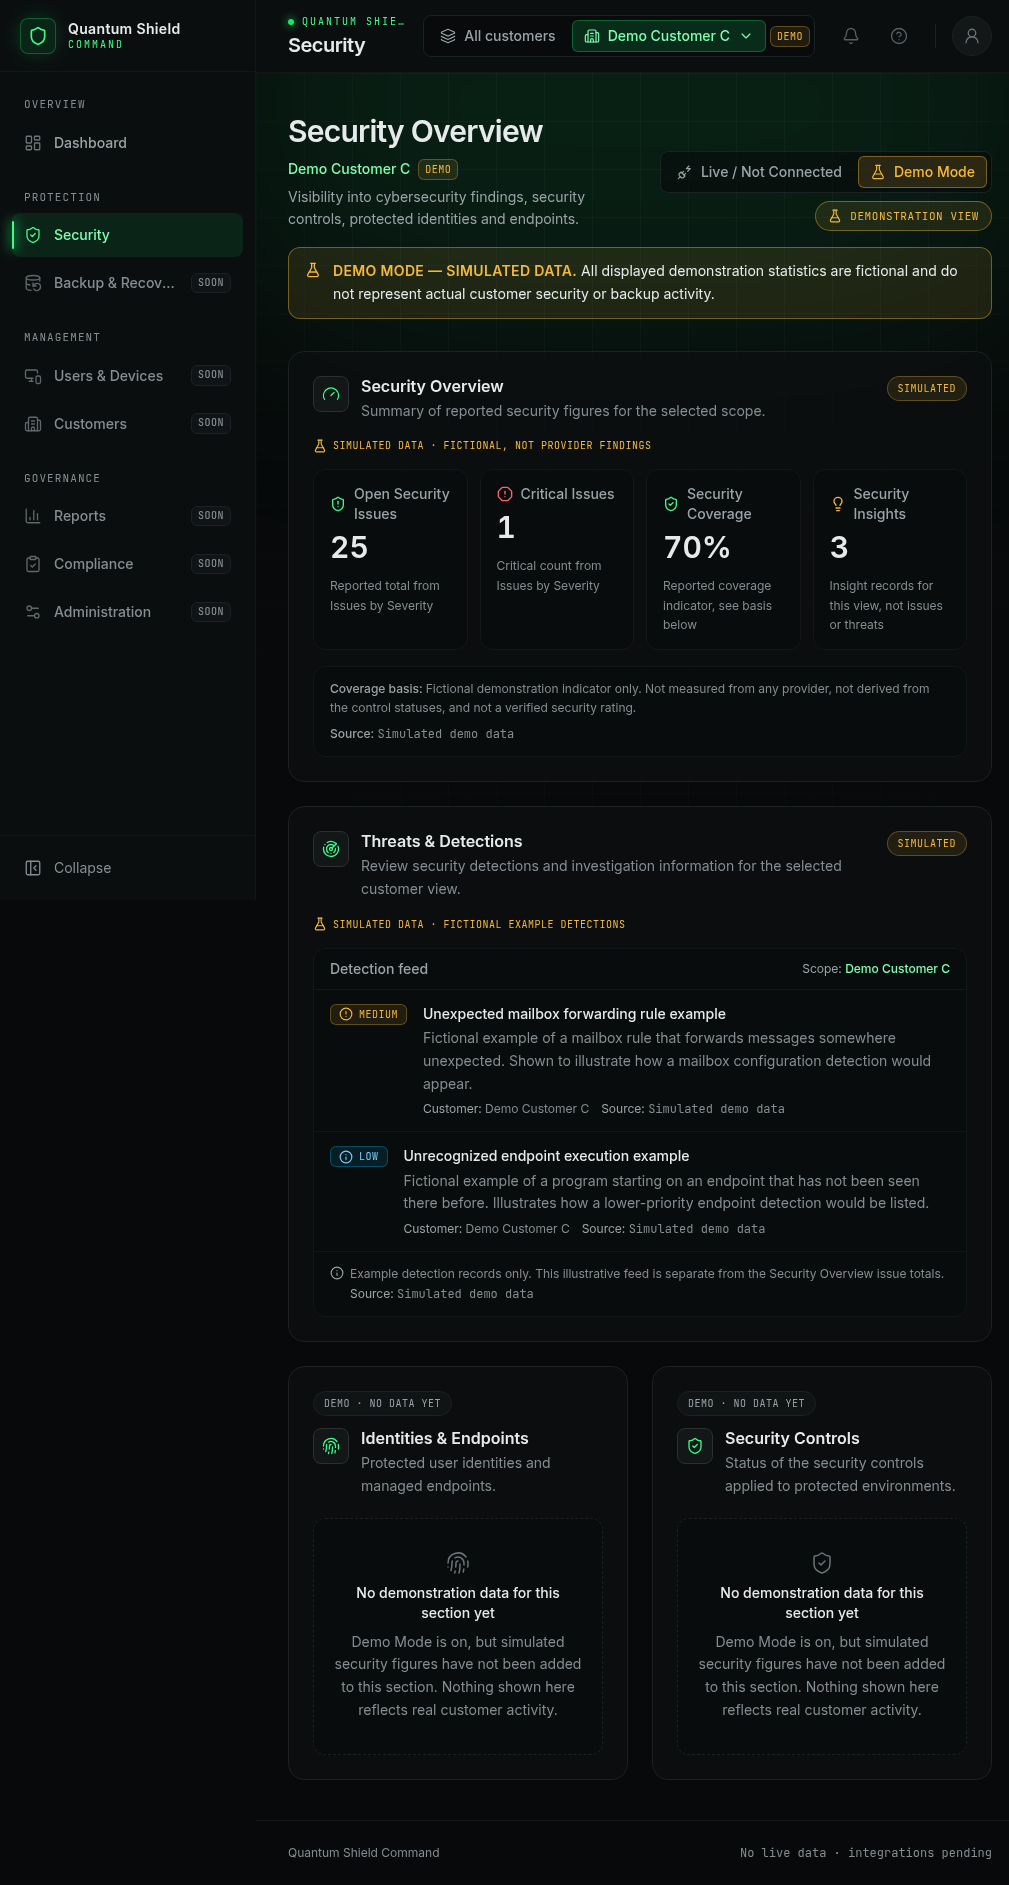 Quantum Shield
COMMAND
OVERVIEW
Dashboard
PROTECTION
Security
Backup & Recov… SOON
MANAGEMENT
Users & Devices SOON
Customers SOON
GOVERNANCE
Reports SOON
Compliance SOON
Administration SOON
Collapse
QUANTUM SHIE…
Security
All customers
Demo Customer C
DEMO
Security Overview
Demo Customer C DEMO
Visibility into cybersecurity findings, security
controls, protected identities and endpoints.
Live / Not Connected
Demo Mode
DEMONSTRATION VIEW
DEMO MODE — SIMULATED DATA. All displayed demonstration statistics are fictional and do
not represent actual customer security or backup activity.
Security Overview
Summary of reported security figures for the selected scope.
SIMULATED
SIMULATED DATA · FICTIONAL, NOT PROVIDER FINDINGS
Open Security
Issues
25
Reported total from
Issues by Severity
Critical Issues
1
Critical count from
Issues by Severity
Security
Coverage
70%
Reported coverage
indicator, see basis
below
Security
Insights
3
Insight records for
this view, not issues
or threats
Coverage basis: Fictional demonstration indicator only. Not measured from any provider, not derived from
the control statuses, and not a verified security rating.
Source: Simulated demo data
Threats & Detections
Review security detections and investigation information for the selected
customer view.
SIMULATED
SIMULATED DATA · FICTIONAL EXAMPLE DETECTIONS
Detection feed
Scope: Demo Customer C
MEDIUM
Unexpected mailbox forwarding rule example
Fictional example of a mailbox rule that forwards messages somewhere
unexpected. Shown to illustrate how a mailbox configuration detection would
appear.
Customer: Demo Customer C Source: Simulated demo data
LOW
Unrecognized endpoint execution example
Fictional example of a program starting on an endpoint that has not been seen
there before. Illustrates how a lower-priority endpoint detection would be listed.
Customer: Demo Customer C Source: Simulated demo data
Example detection records only. This illustrative feed is separate from the Security Overview issue totals.
Source: Simulated demo data
DEMO · NO DATA YET
Identities & Endpoints
Protected user identities and
managed endpoints.
No demonstration data for this
section yet
Demo Mode is on, but simulated
security figures have not been added
to this section. Nothing shown here
reflects real customer activity.
DEMO · NO DATA YET
Security Controls
Status of the security controls
applied to protected environments.
No demonstration data for this
section yet
Demo Mode is on, but simulated
security figures have not been added
to this section. Nothing shown here
reflects real customer activity.
Quantum Shield Command
No live data · integrations pending